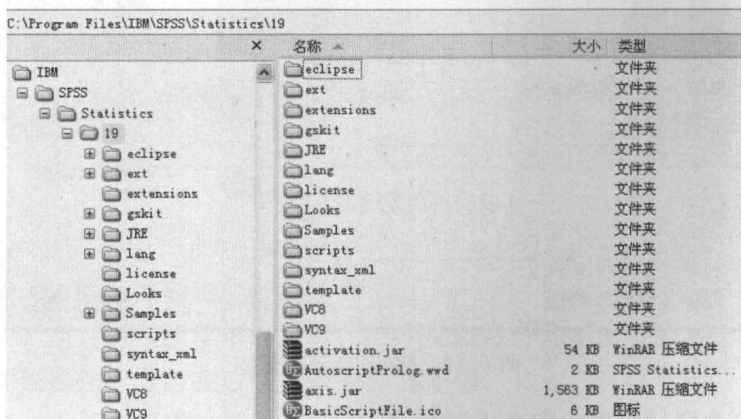 C:\Program Files\IBM\SPSS\Statistics\19
× 名称 大小 类型
IBM
SPSS
Statistics
19
eclipse
ext
extensions
gskit
JRE
lang
license
Looks
Samples
scripts
syntax_xml
template
VC8
VC9
eclipse 文件夹
ext 文件夹
extensions 文件夹
gskit 文件夹
JRE 文件夹
lang 文件夹
license 文件夹
Looks 文件夹
Samples 文件夹
scripts 文件夹
syntax_xml 文件夹
template 文件夹
VC8 文件夹
VC9 文件夹
activation.jar 54 KB WinRAR 压缩文件
AutoscriptProlog.wwd 2 KB SPSS Statistics...
axis.jar 1,563 KB WinRAR 压缩文件
BasicScriptFile.ico 6 KB 图标